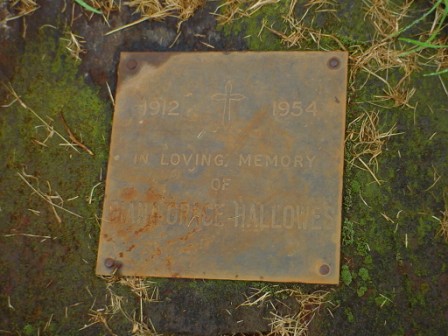 1912 1954
IN LOVING MEMORY
OF
GRACE HALLOWES